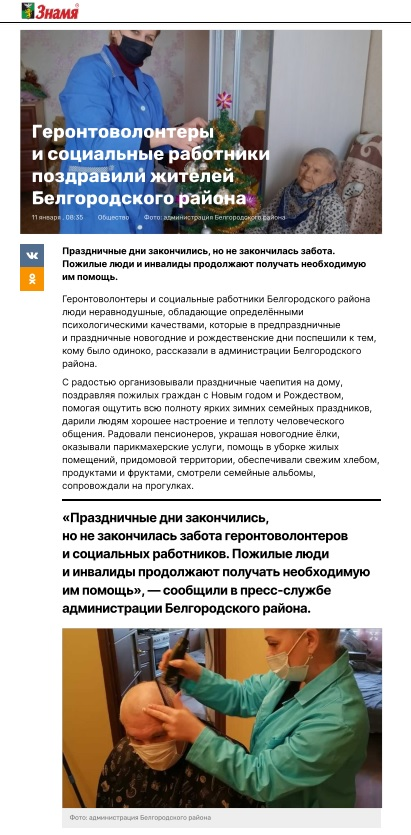 Знамя
Геронтоволонтеры
и социальные работники
поздравили жителей
Белгородского района
11 января , 08:35 Общество Фото: администрация Белгородского района
Праздничные дни закончились, но не закончилась забота.
Пожилые люди и инвалиды продолжают получать необходимую
им помощь.
Геронтоволонтеры и социальные работники Белгородского района
люди неравнодушные, обладающие определёнными
психологическими качествами, которые в предпраздничные
и праздничные новогодние и рождественские дни поспешили к тем,
кому было одиноко, рассказали в администрации Белгородского
района.
С радостью организовывали праздничные чаепития на дому,
поздравляя пожилых граждан с Новым годом и Рождеством,
помогая ощутить всю полноту ярких зимних семейных праздников,
дарили людям хорошее настроение и теплоту человеческого
общения. Радовали пенсионеров, украшая новогодние ёлки,
оказывали парикмахерские услуги, помощь в уборке жилых
помещений, придомовой территории, обеспечивали свежим хлебом,
продуктами и фруктами, смотрели семейные альбомы,
сопровождали на прогулках.
«Праздничные дни закончились,
но не закончилась забота геронтоволонтеров
и социальных работников. Пожилые люди
и инвалиды продолжают получать необходимую
им помощь», — сообщили в пресс-службе
администрации Белгородского района.
Фото: администрация Белгородского района